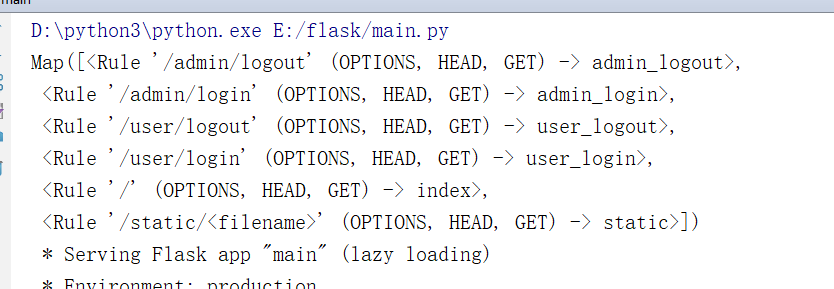 main
D:\python3\python.exe E:/flask/main.py
Map([<Rule '/admin/logout' (OPTIONS, HEAD, GET) -> admin_logout>,
<Rule '/admin/login' (OPTIONS, HEAD, GET) -> admin_login>,
<Rule '/user/logout' (OPTIONS, HEAD, GET) -> user_logout>,
<Rule '/user/login' (OPTIONS, HEAD, GET) -> user_login>,
<Rule '/' (OPTIONS, HEAD, GET) -> index>,
<Rule '/static/<filename>' (OPTIONS, HEAD, GET) -> static>])
* Serving Flask app "main" (lazy loading)
* Environment: production